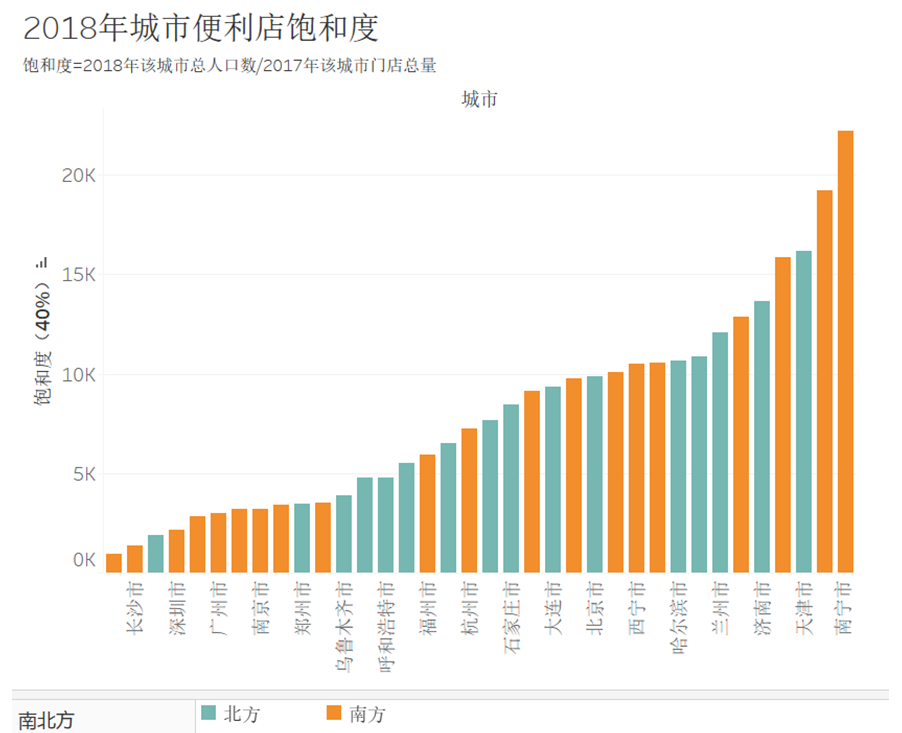 2018年城市便利店饱和度
饱和度=2018年该城市总人口数/2017年该城市门店总量
城市
20K
15K
10K
5K
0K
饱和度（40%）
长沙市
深圳市
广州市
南京市
郑州市
乌鲁木齐市
呼和浩特市
福州市
杭州市
石家庄市
大连市
北京市
西宁市
哈尔滨市
兰州市
济南市
天津市
南宁市
南北方
北方
南方